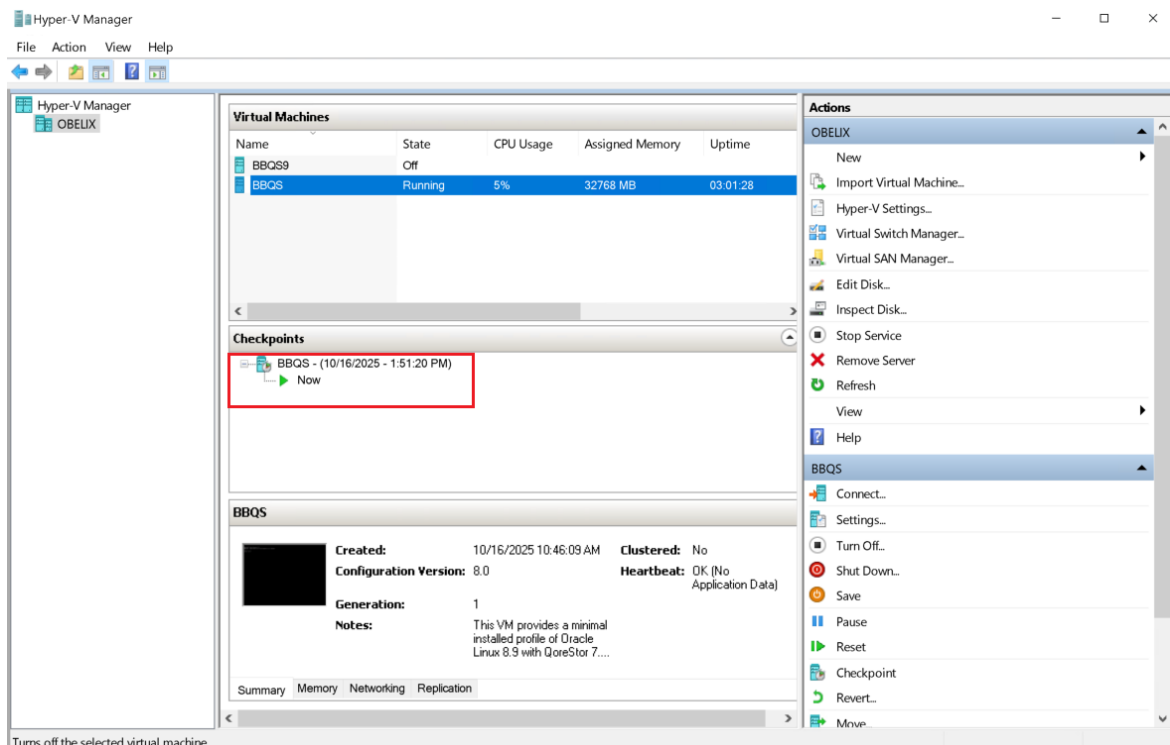 Hyper-V Manager
File Action View Help
Hyper-V Manager
OBELIX
Virtual Machines
Name State CPU Usage Assigned Memory Uptime
BBQS9 Off
BBQS Running 5% 32768 MB 03:01:28
Checkpoints
BBQS - (10/16/2025 - 1:51:20 PM)
Now
BBQS
Created: 10/16/2025 10:46:09 AM Clustered: No
Configuration Version: 8.0 Heartbeat: OK (No
Application Data)
Generation: 1
Notes: This VM provides a minimal
installed profile of Oracle
Linux 8.9 with QoreStor 7....
Summary Memory Networking Replication
Actions
OBELIX
New
Import Virtual Machine...
Hyper-V Settings...
Virtual Switch Manager...
Virtual SAN Manager...
Edit Disk...
Inspect Disk...
Stop Service
Remove Server
Refresh
View
Help
BBQS
Connect...
Settings...
Turn Off...
Shut Down...
Save
Pause
Reset
Checkpoint
Revert...
Move...
Turns off the selected virtual machine.